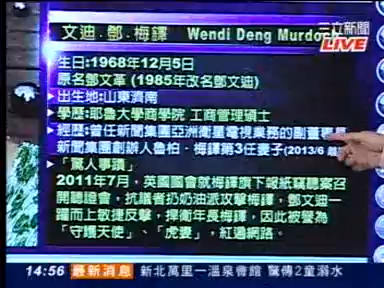 三立新聞
LIVE
文迪.鄧.梅鐸 Wendi Deng Murdoch
生日:1968年12月5日
原名鄧文革 (1985年改名鄧文迪)
出生地:山東濟南
學歷:耶魯大學商學院 工商管理碩士
經歷:曾任新聞集團亞洲衛星電視業務的副董事長
新聞集團創辦人魯柏.梅鐸第3任妻子(2013/6
「驚人事蹟」
2011年7月，英國國會就梅鐸旗下報紙竊聽案召
開聽證會，抗議者扔奶油派攻擊梅鐸，鄧文迪一
躍而上敏捷反擊，捍衛年長梅鐸，因此被譽為
「守護天使」、「虎妻」，紅遍網路。
14:56 最新消息 新北萬里一溫泉會館 驚傳2童溺水